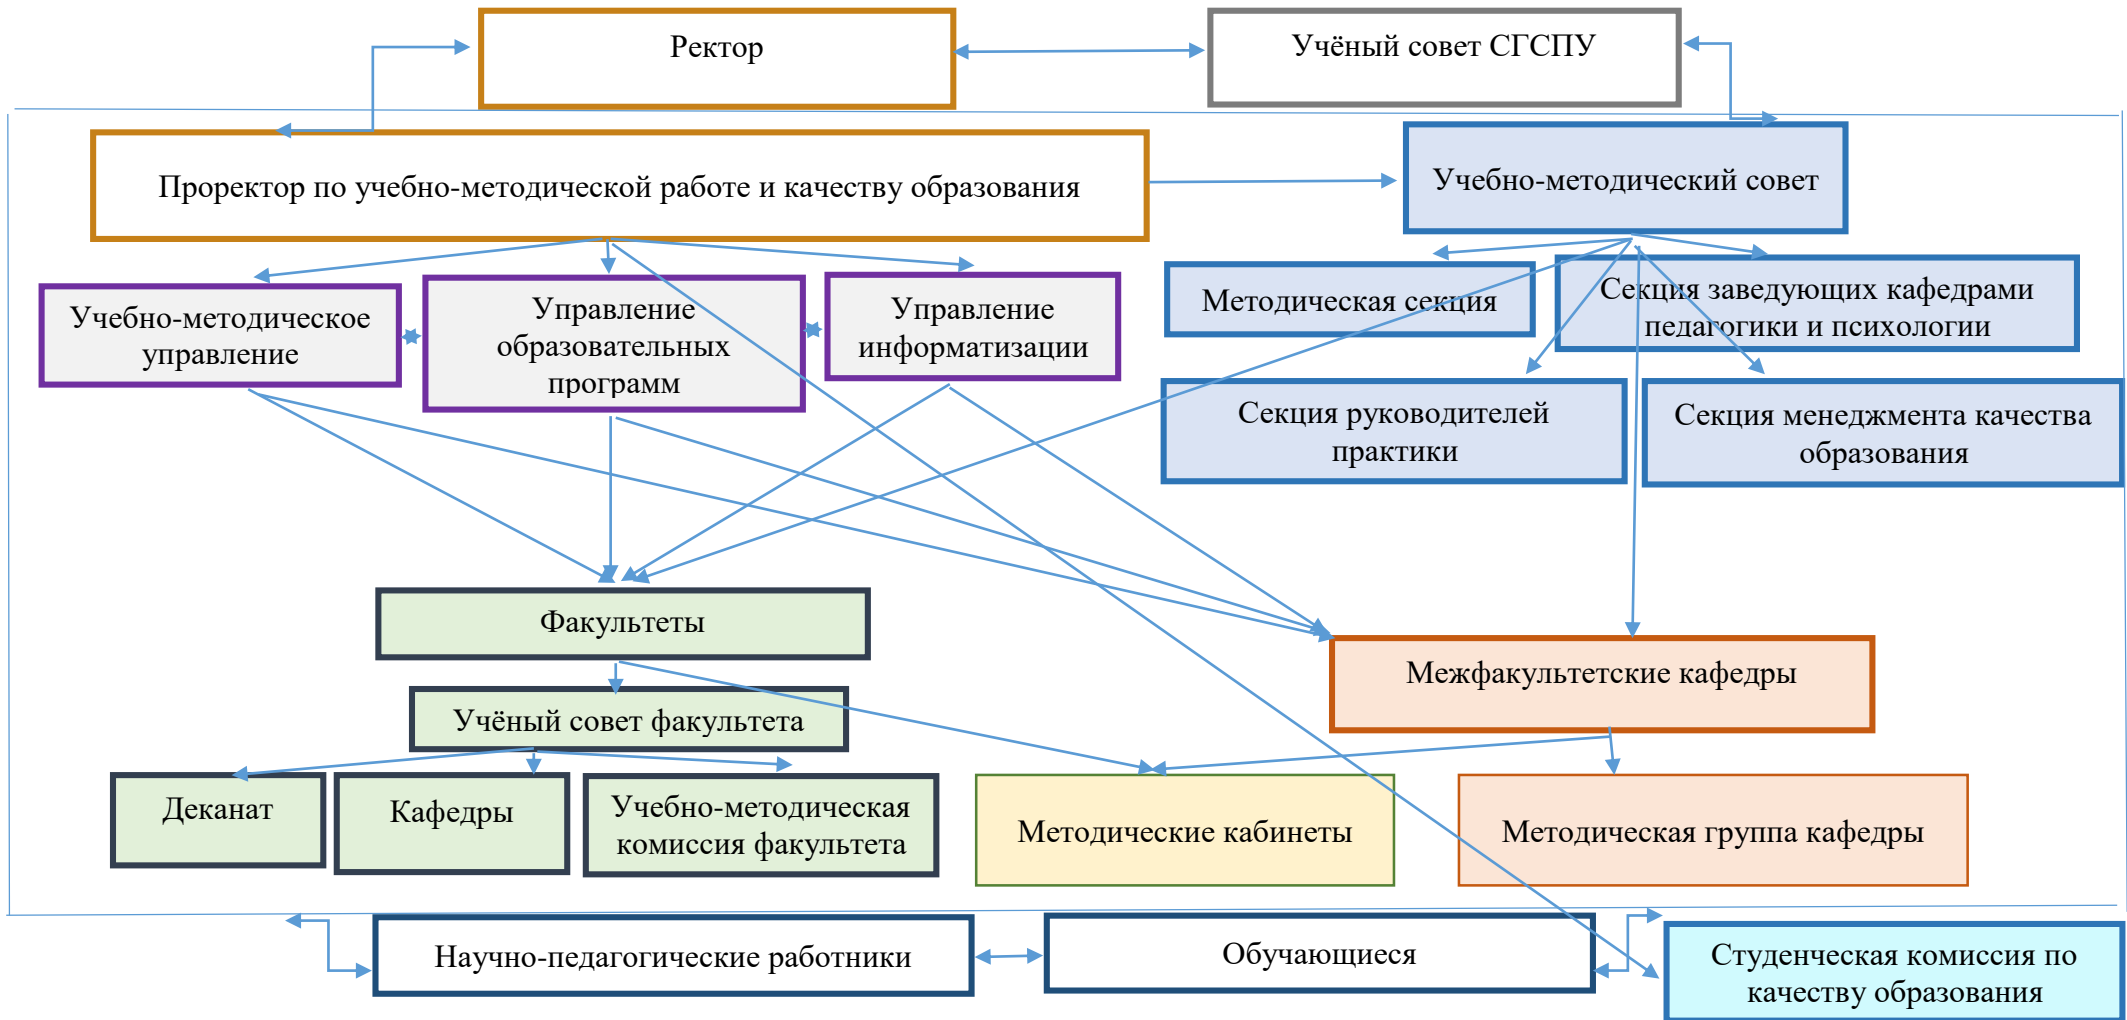 Ректор
Учёный совет СГСПУ
Проректор по учебно-методической работе и качеству образования
Учебно-методический совет
Учебно-методическое
управление
Управление
образовательных
программ
Управление
информатизации
Методическая секция
Секция заведующих кафедрами
педагогики и психологии
Секция руководителей
практики
Секция менеджмента качества
образования
Факультеты
Межфакультетские кафедры
Учёный совет факультета
Деканат
Кафедры
Учебно-методическая
комиссия факультета
Методические кабинеты
Методическая группа кафедры
Научно-педагогические работники
Обучающиеся
Студенческая комиссия по
качеству образования